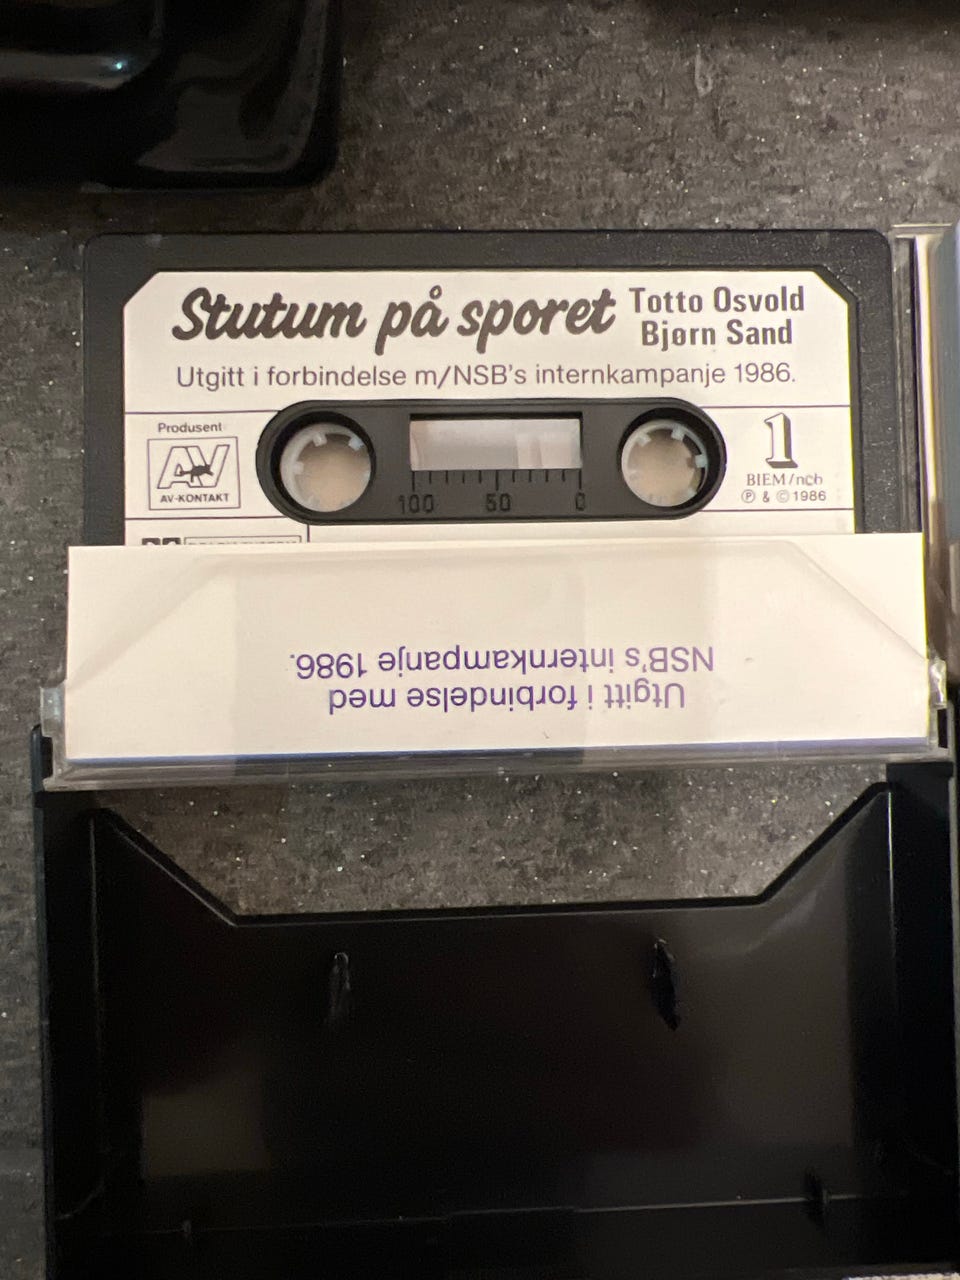 Stutum på sporet
Totto Osvold
Bjørn Sand
Utgitt i forbindelse m/NSB's internkampanje 1986.
Produsent
AV
AV-KONTAKT
100 50 0
1
BIEM/ncb
Ⓟ & © 1986
Utgitt i forbindelse med
NSB's internkampanje 1986.